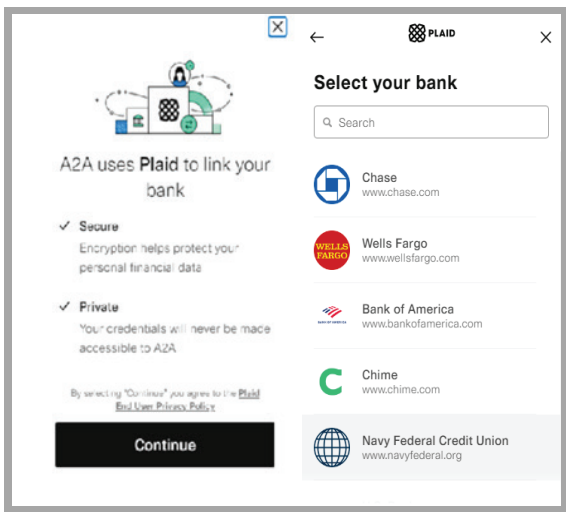 A2A uses Plaid to link your
bank
Secure
Encryption helps protect your
personal financial data
Private
Your credentials will never be made
accessible to A2A
By selecting "Continue" you agree to the Plaid
End User Privacy Policy
Continue
PLAID
Select your bank
Search
Chase
www.chase.com
WELLS
FARGO
Wells Fargo
www.wellsfargo.com
BANK OF AMERICA
Bank of America
www.bankofamerica.com
Chime
www.chime.com
Navy Federal Credit Union
www.navyfederal.org